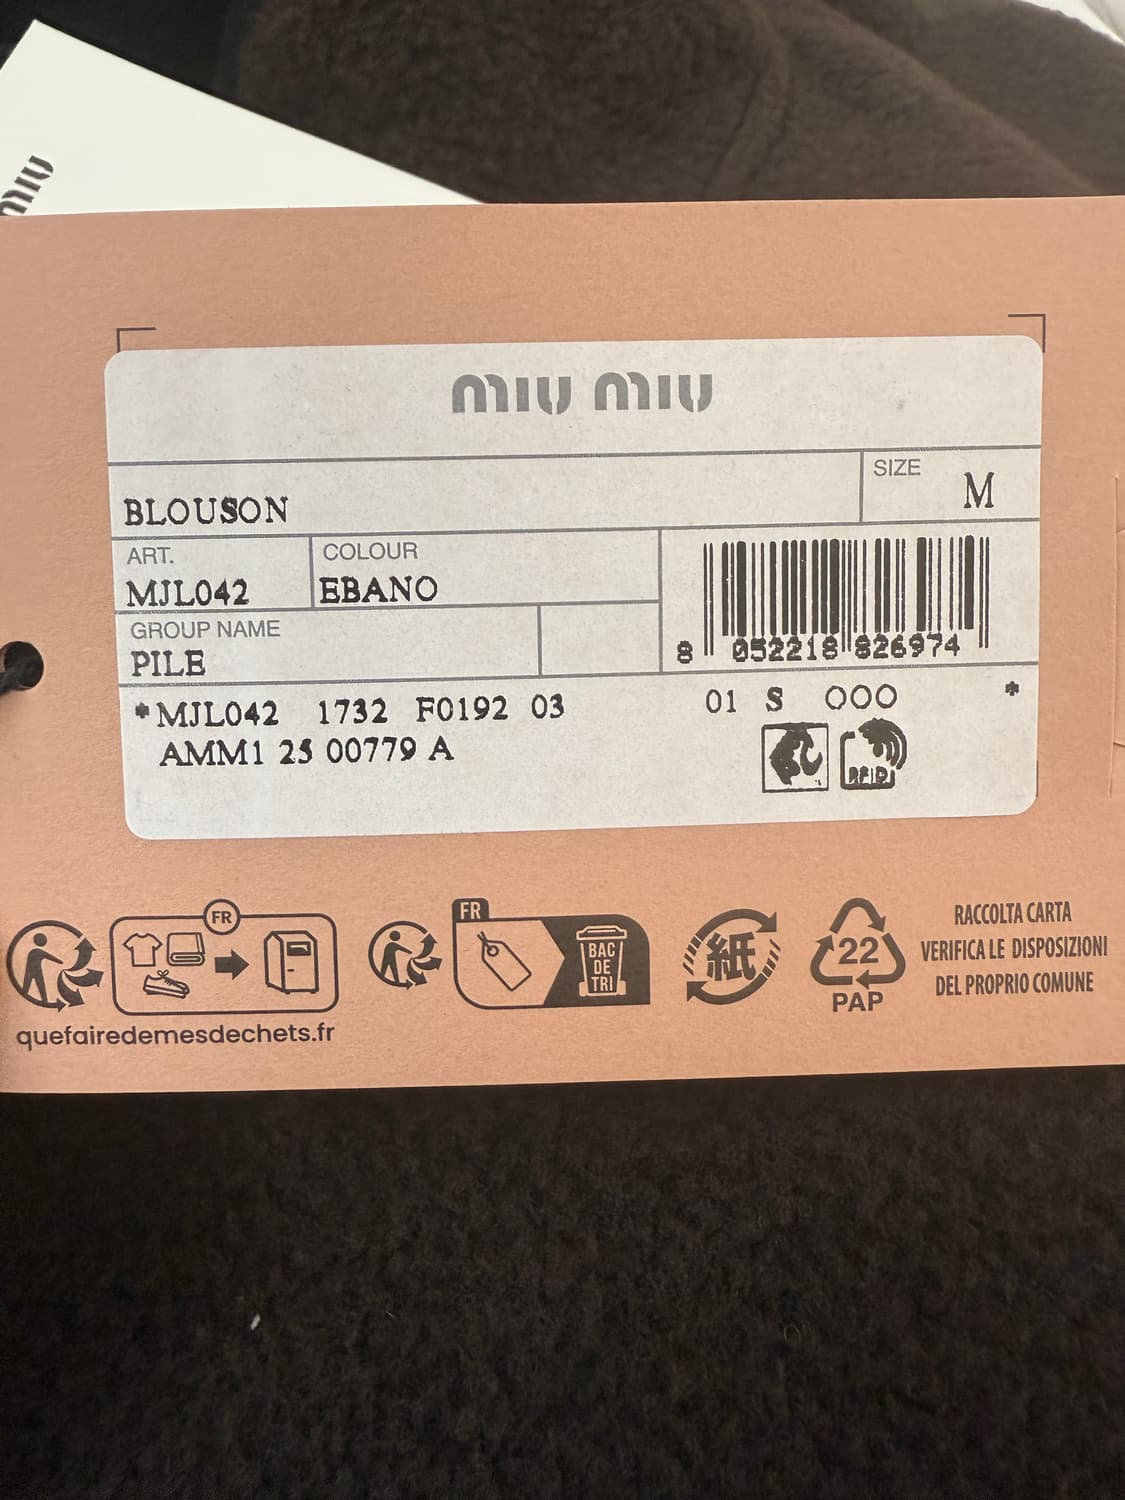 miu
miu miu
BLOUSON
SIZE
M
ART.
MJL042
COLOUR
EBANO
GROUP NAME
PILE
8 052218 826974
*MJL042 1732 F0192 03 01 S 000 *
AMM1 25 00779 A
RFID
FR
quefairedemesdechets.fr
FR
BAC
DE
TRI
紙
22
PAP
RACCOLTA CARTA
VERIFICA LE DISPOSIZIONI
DEL PROPRIO COMUNE